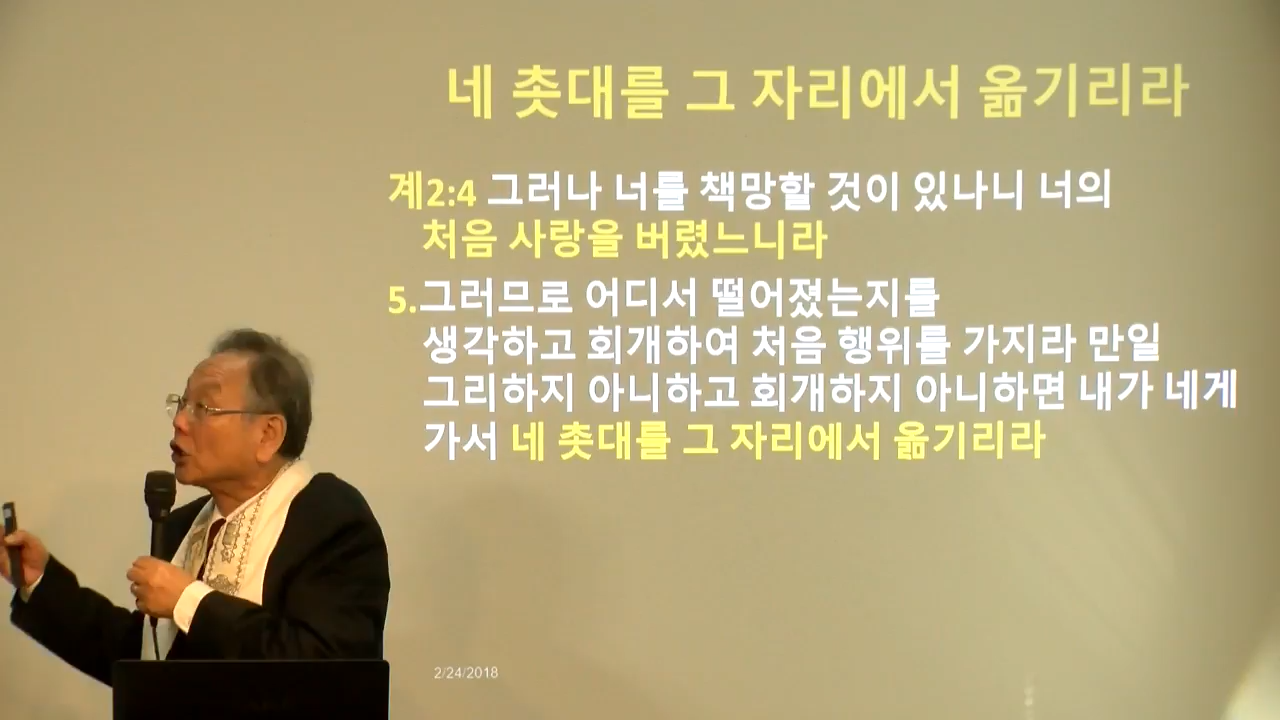 네 촛대를 그 자리에서 옮기리라
계2:4 그러나 너를 책망할 것이 있나니 너의
처음 사랑을 버렸느니라
5.그러므로 어디서 떨어졌는지를
생각하고 회개하여 처음 행위를 가지라 만일
그리하지 아니하고 회개하지 아니하면 내가 네게
가서 네 촛대를 그 자리에서 옮기리라
2/24/2018